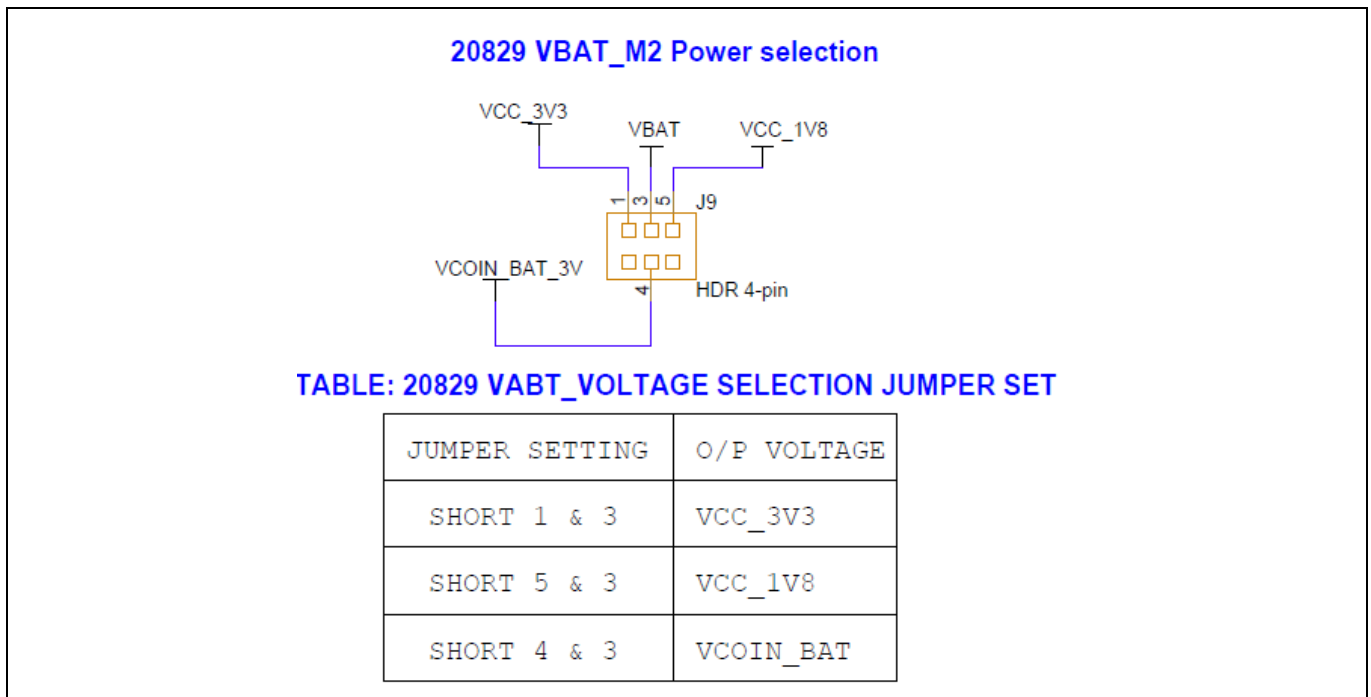 20829 VBAT_M2 Power selection
VCC_3V3
VBAT
VCC_1V8
1
3
5
J9
VCOIN_BAT_3V
4
HDR 4-pin
TABLE: 20829 VABT_VOLTAGE SELECTION JUMPER SET
JUMPER SETTING O/P VOLTAGE
SHORT 1 & 3 VCC_3V3
SHORT 5 & 3 VCC_1V8
SHORT 4 & 3 VCOIN_BAT